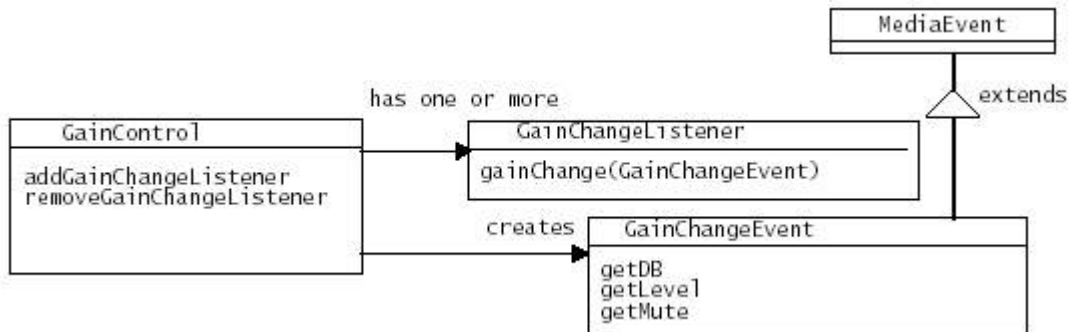 MediaEvent
extends
has one or more
GainControl
addGainChangeListener
removeGainChangeListener
GainChangeListener
gainChange(GainChangeEvent)
creates
GainChangeEvent
getDB
getLevel
getMute